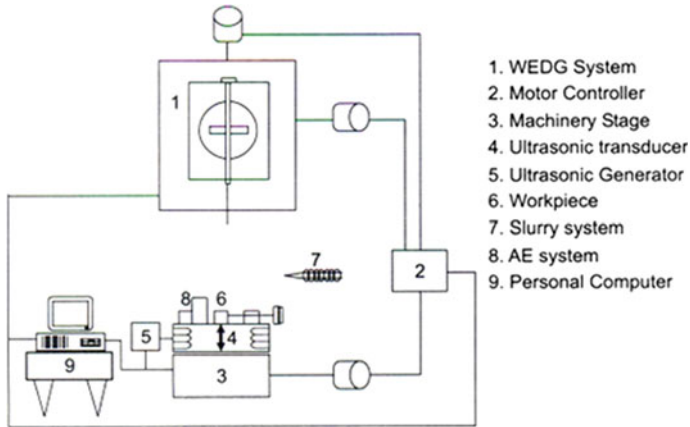 1
1. WEDG System
2. Motor Controller
3. Machinery Stage
4. Ultrasonic transducer
5. Ultrasonic Generator
6. Workpiece
7. Slurry system
8. AE system
9. Personal Computer
7
2
8 6
5
4
9
3